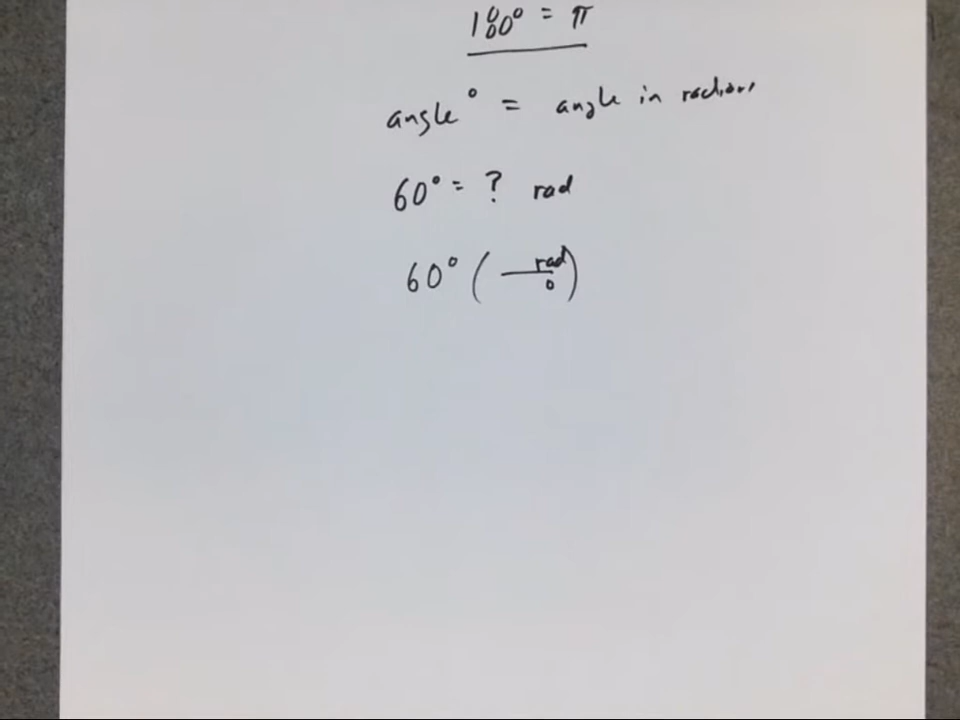 180° = π
angle° = angle in radians
60° = ? rad
60° ( rad / ° )